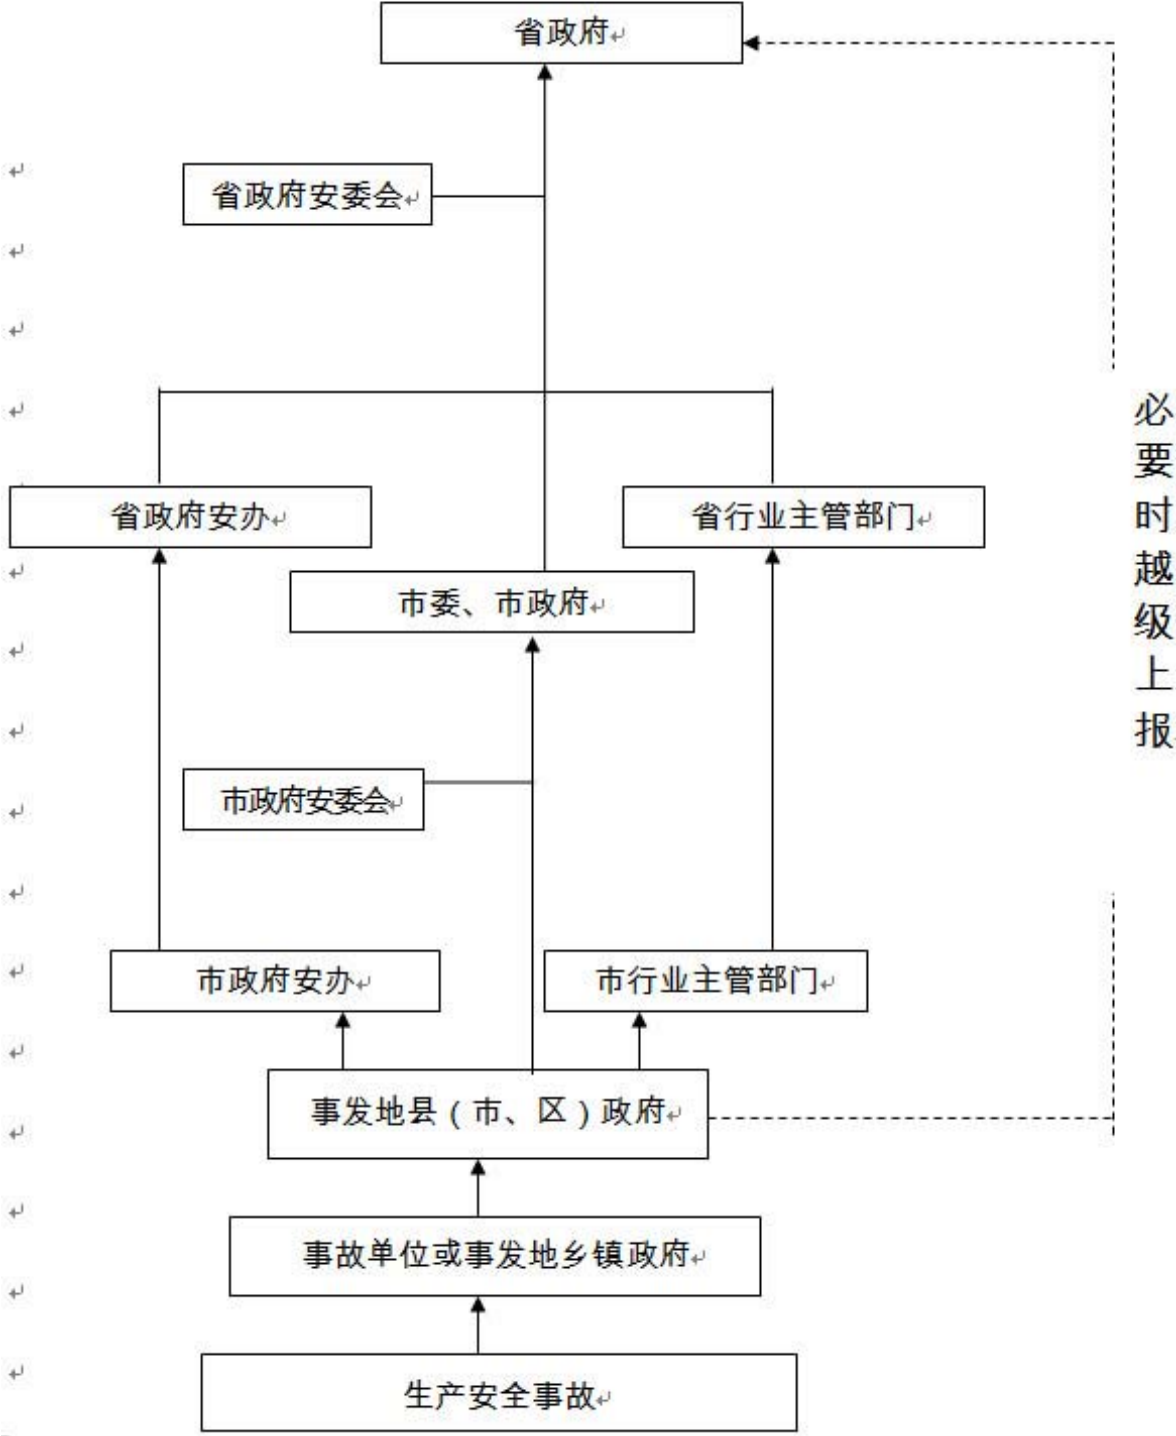 省政府
省政府安委会
必要时越级上报
省政府安办
省行业主管部门
市委、市政府
市政府安委会
市政府安办
市行业主管部门
事发地县（市、区）政府
事故单位或事发地乡镇政府
生产安全事故